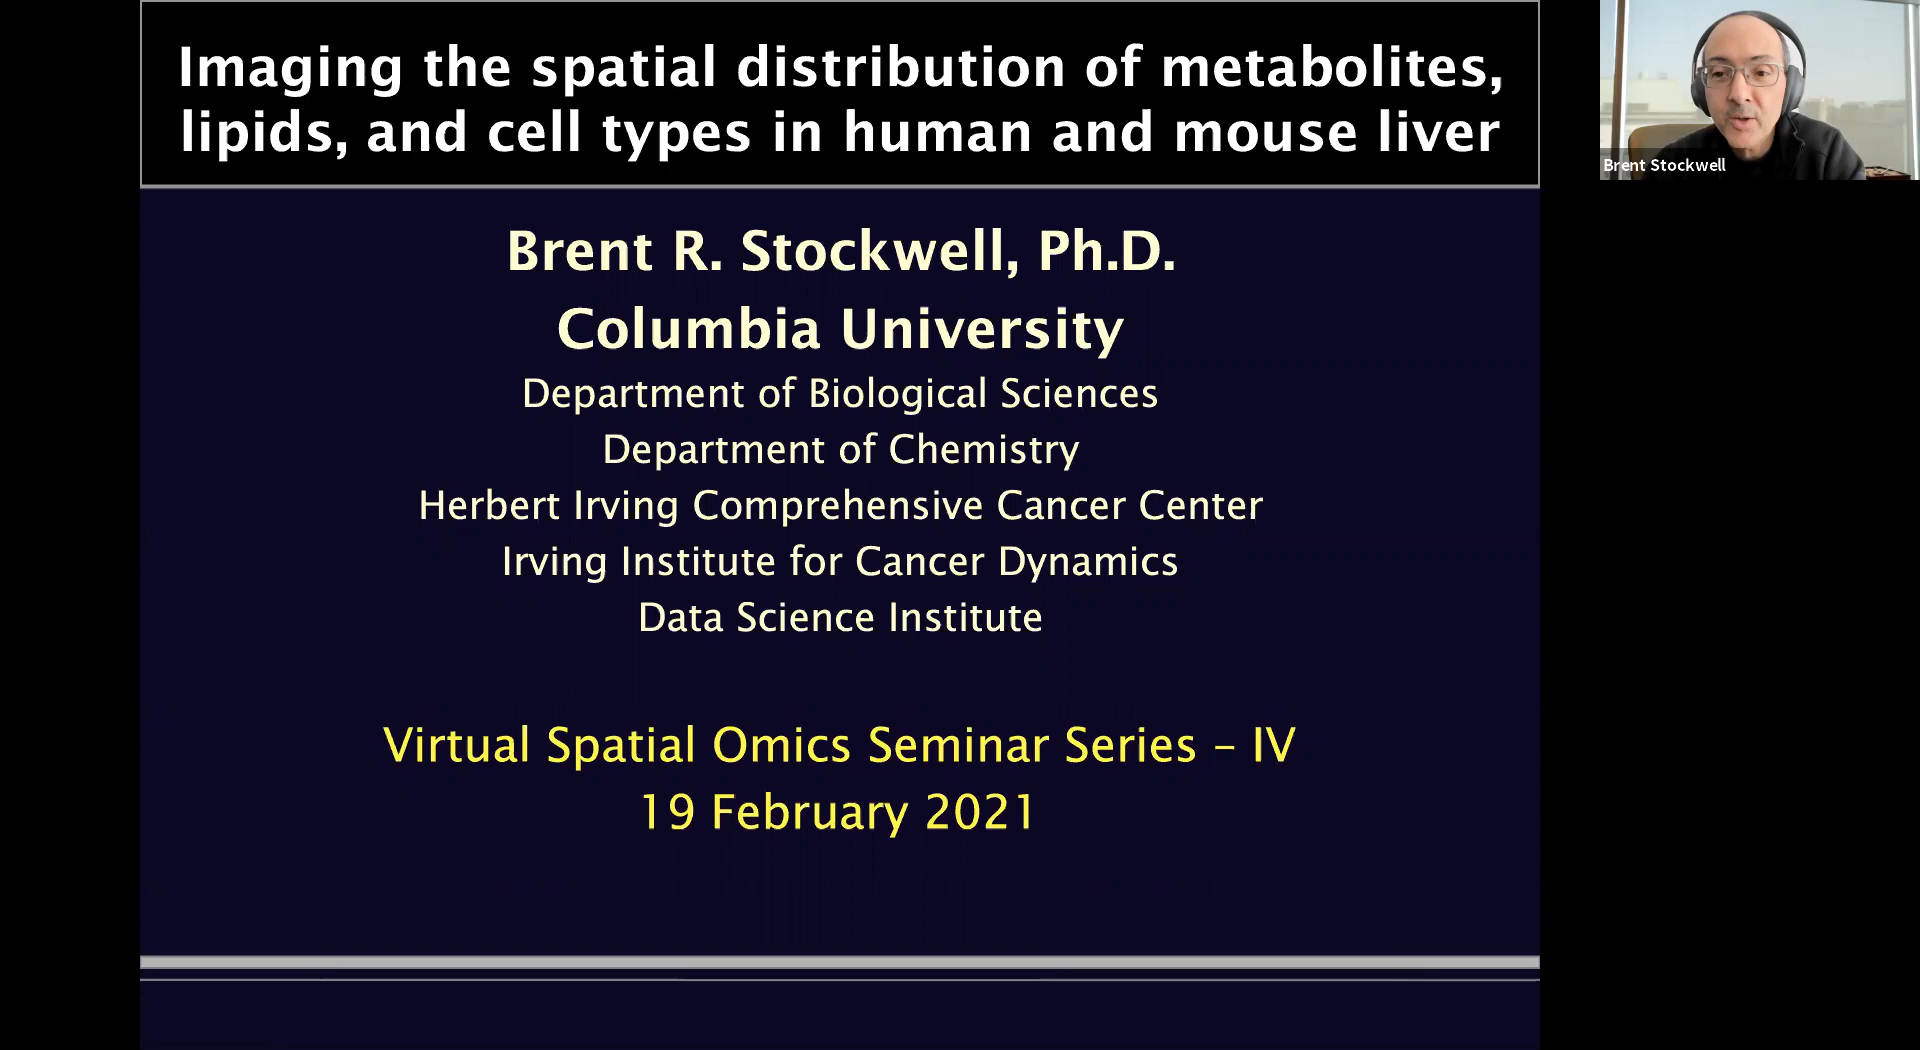 Imaging the spatial distribution of metabolites,
lipids, and cell types in human and mouse liver
Brent R. Stockwell, Ph.D.
Columbia University
Department of Biological Sciences
Department of Chemistry
Herbert Irving Comprehensive Cancer Center
Irving Institute for Cancer Dynamics
Data Science Institute
Virtual Spatial Omics Seminar Series – IV
19 February 2021
Brent Stockwell